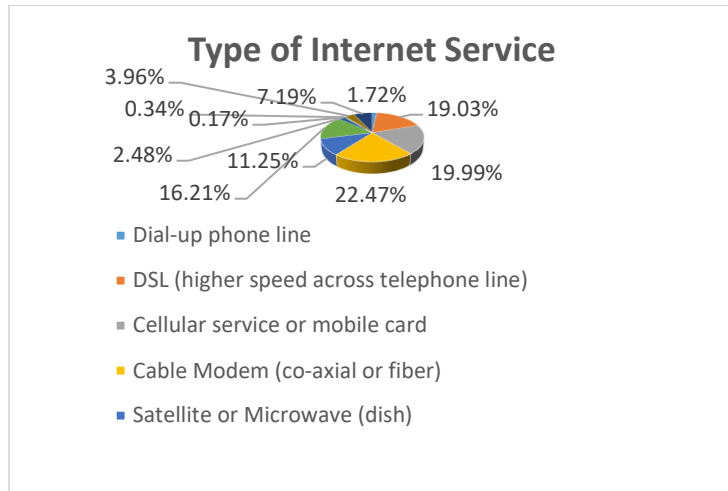 Type of Internet Service
3.96%
7.19%
1.72%
0.34%
0.17%
19.03%
2.48%
11.25%
19.99%
16.21%
22.47%
Dial-up phone line
DSL (higher speed across telephone line)
Cellular service or mobile card
Cable Modem (co-axial or fiber)
Satellite or Microwave (dish)